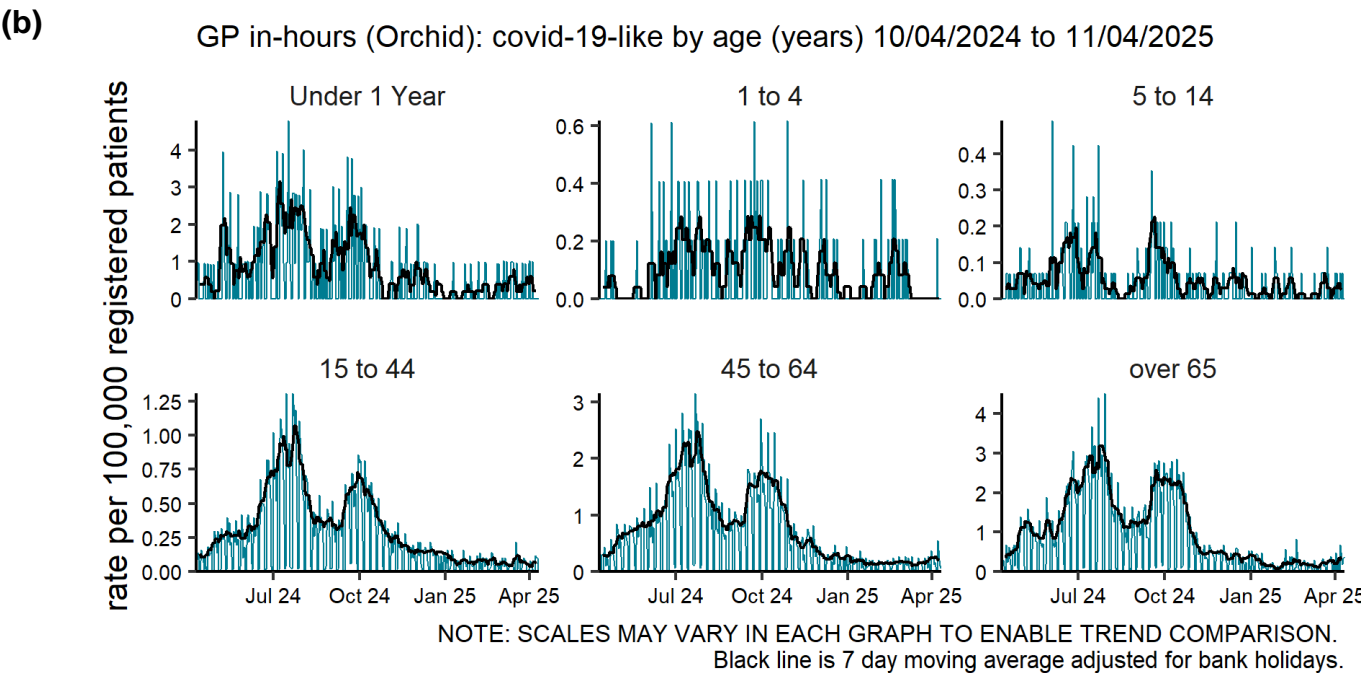 (b)
GP in-hours (Orchid): covid-19-like by age (years) 10/04/2024 to 11/04/2025
rate per 100,000 registered patients
Under 1 Year
4
3
2
1
0
1 to 4
0.6
0.4
0.2
0.0
5 to 14
0.4
0.3
0.2
0.1
0.0
15 to 44
1.25
1.00
0.75
0.50
0.25
0.00
Jul 24 Oct 24 Jan 25 Apr 25
45 to 64
3
2
1
0
Jul 24 Oct 24 Jan 25 Apr 25
over 65
4
3
2
1
0
Jul 24 Oct 24 Jan 25 Apr 25
NOTE: SCALES MAY VARY IN EACH GRAPH TO ENABLE TREND COMPARISON.
Black line is 7 day moving average adjusted for bank holidays.